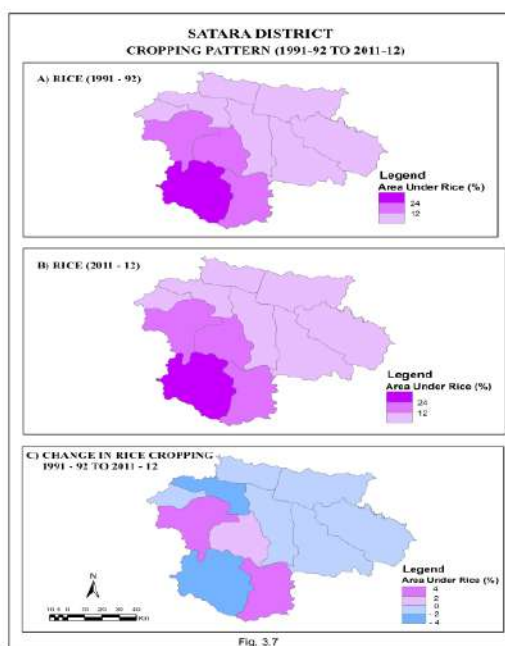 SATARA DISTRICT
CROPPING PATTERN (1991-92 TO 2011-12)
A) RICE (1991 - 92)
Legend
Area Under Rice (%)
24
12
B) RICE (2011 - 12)
Legend
Area Under Rice (%)
24
12
C) CHANGE IN RICE CROPPING
1991 - 92 TO 2011 - 12
Legend
Area Under Rice (%)
4
2
0
- 2
- 4
N
Fig. 3.7